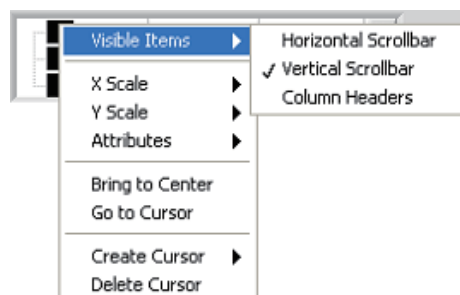 Visible Items
X Scale
Y Scale
Attributes
Bring to Center
Go to Cursor
Create Cursor
Delete Cursor
Horizontal Scrollbar
Vertical Scrollbar
Column Headers